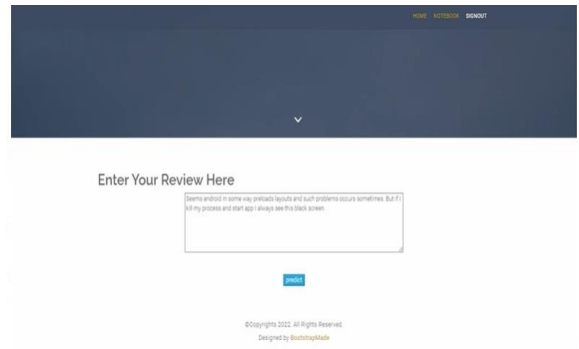 HOME NOTEBOOK SIGNOUT
Enter Your Review Here
Seems android in some way preloads layouts and such problems occurs sometimes. But if I
kill my process and start app I always see this black screen.
predict
©Copyrights 2022. All Rights Reserved.
Designed by BootstrapMade